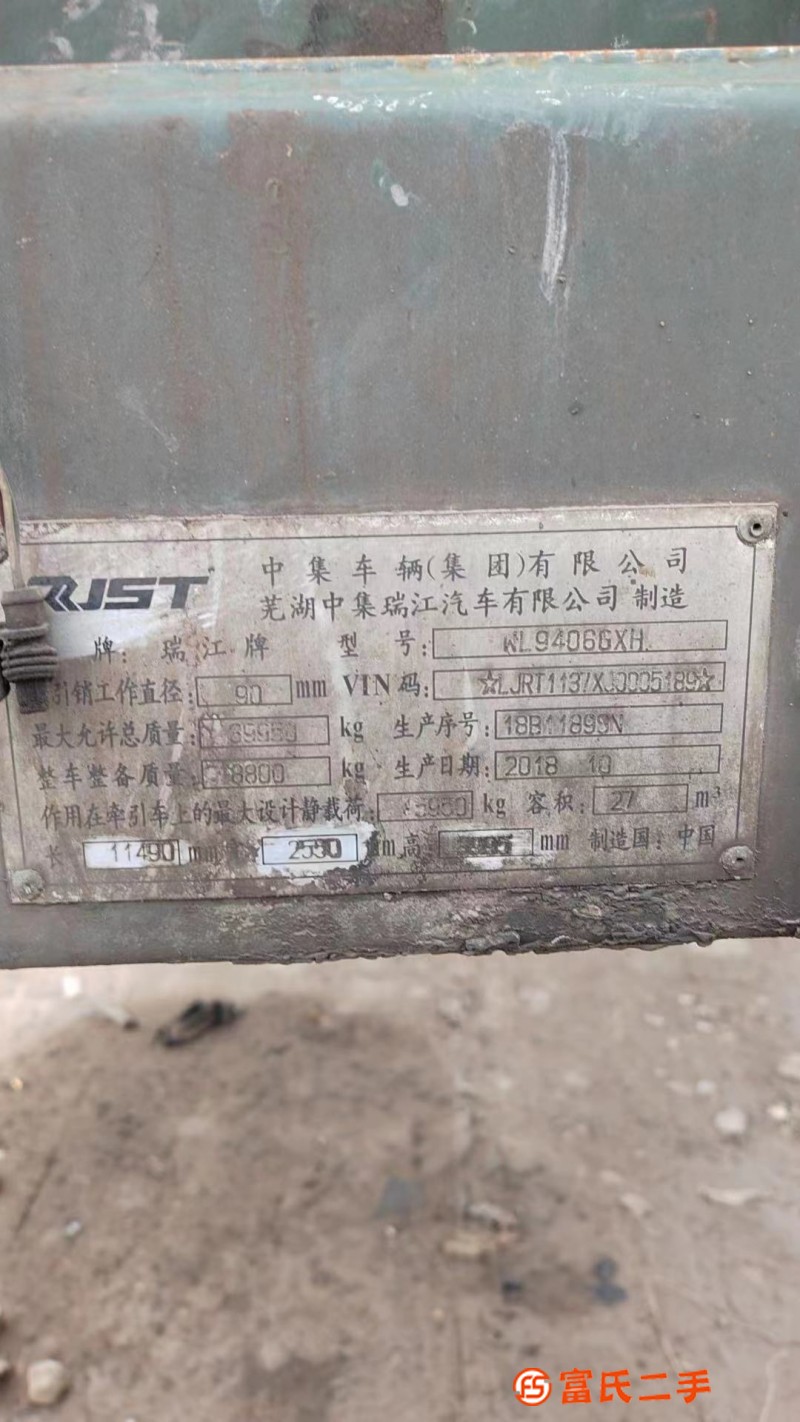 RJST 中集车辆(集团)有限公司
芜湖中集瑞江汽车有限公司 制造
牌: 瑞江牌 型号: WL9406GXH
引销工作直径: 90 mm VIN码: ☆LJRT1137XJ0005189☆
最大允许总质量: 39950 kg 生产序号: 18B11899N
整车整备质量: 8800 kg 生产日期: 2018 10
作用在牵引车上的最大设计静载荷: kg 容积: 27 m³
长 11490 mm 2550 mm 高 mm 制造国: 中国
富氏二手